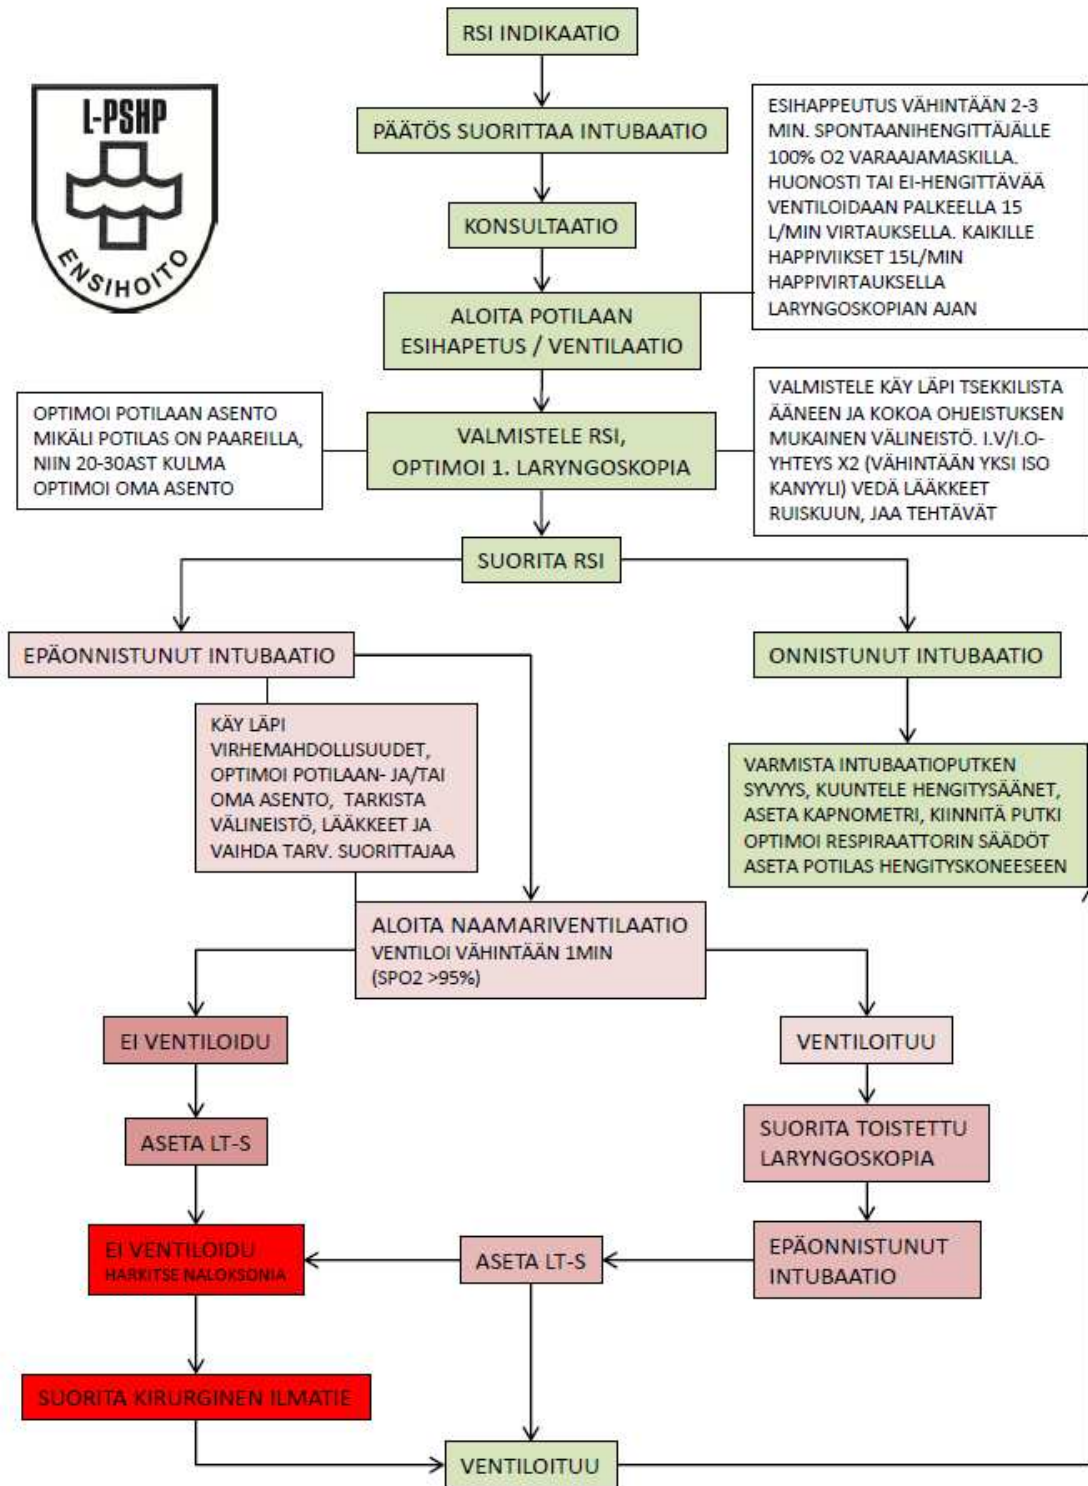 RSI INDIKAATIO
L-PSHP
ENSIHOITO
PÄÄTÖS SUORITTAA INTUBAATIO
ESIHAPPEUTUS VÄHINTÄÄN 2-3
MIN. SPONTAANIHENGITTÄJÄLLE
100% O2 VARAAJAMASKILLA.
HUONOSTI TAI EI-HENGITTÄVÄÄ
VENTILOIDAAN PALKEELLA 15
L/MIN VIRTAUKSELLA. KAIKILLE
HAPPIVIIKSET 15L/MIN
HAPPIVIRTAUKSELLA
LARYNGOSKOPIAN AJAN
KONSULTAATIO
ALOITA POTILAAN
ESIHAPETUS / VENTILAATIO
OPTIMOI POTILAAN ASENTO
MIKÄLI POTILAS ON PAAREILLA,
NIIN 20-30AST KULMA
OPTIMOI OMA ASENTO
VALMISTELE RSI,
OPTIMOI 1. LARYNGOSKOPIA
VALMISTELE KÄY LÄPI TSEKKILISTA
ÄÄNEEN JA KOKOA OHJEISTUKSEN
MUKAINEN VÄLINEISTÖ. I.V/I.O-
YHTEYS X2 (VÄHINTÄÄN YKSI ISO
KANYYLI) VEDÄ LÄÄKKEET
RUISKUUN, JAA TEHTÄVÄT
SUORITA RSI
EPÄONNISTUNUT INTUBAATIO
ONNISTUNUT INTUBAATIO
KÄY LÄPI
VIRHEMAHDOLLISUUDET,
OPTIMOI POTILAAN- JA/TAI
OMA ASENTO, TARKISTA
VÄLINEISTÖ, LÄÄKKEET JA
VAIHDA TARV. SUORITTAJAA
VARMISTA INTUBAATIOPUTKEN
SYVYYS, KUUNTELE HENGITYSÄÄNET,
ASETA KAPNOMETRI, KIINNITÄ PUTKI
OPTIMOI RESPIRAATTORIN SÄÄDÖT
ASETA POTILAS HENGITYSKONEESEEN
ALOITA NAAMARIVENTILAATIO
VENTILOI VÄHINTÄÄN 1MIN
(SPO2 >95%)
EI VENTILOIDU
VENTILOITUU
ASETA LT-S
SUORITA TOISTETTU
LARYNGOSKOPIA
EI VENTILOIDU
HARKITSE NALOKSONIA
ASETA LT-S
EPÄONNISTUNUT
INTUBAATIO
SUORITA KIRURGINEN ILMATIE
VENTILOITUU